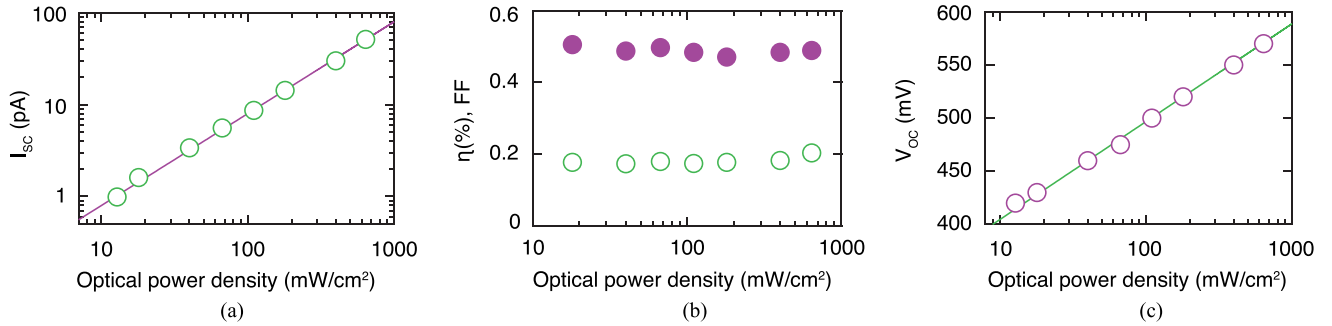 100
10
1
I_SC (pA)
10 100 1000
Optical power density (mW/cm²)
(a)
0.6
0.4
0.2
0
η(%), FF
10 100 1000
Optical power density (mW/cm²)
(b)
600
550
500
450
400
V_OC (mV)
10 100 1000
Optical power density (mW/cm²)
(c)